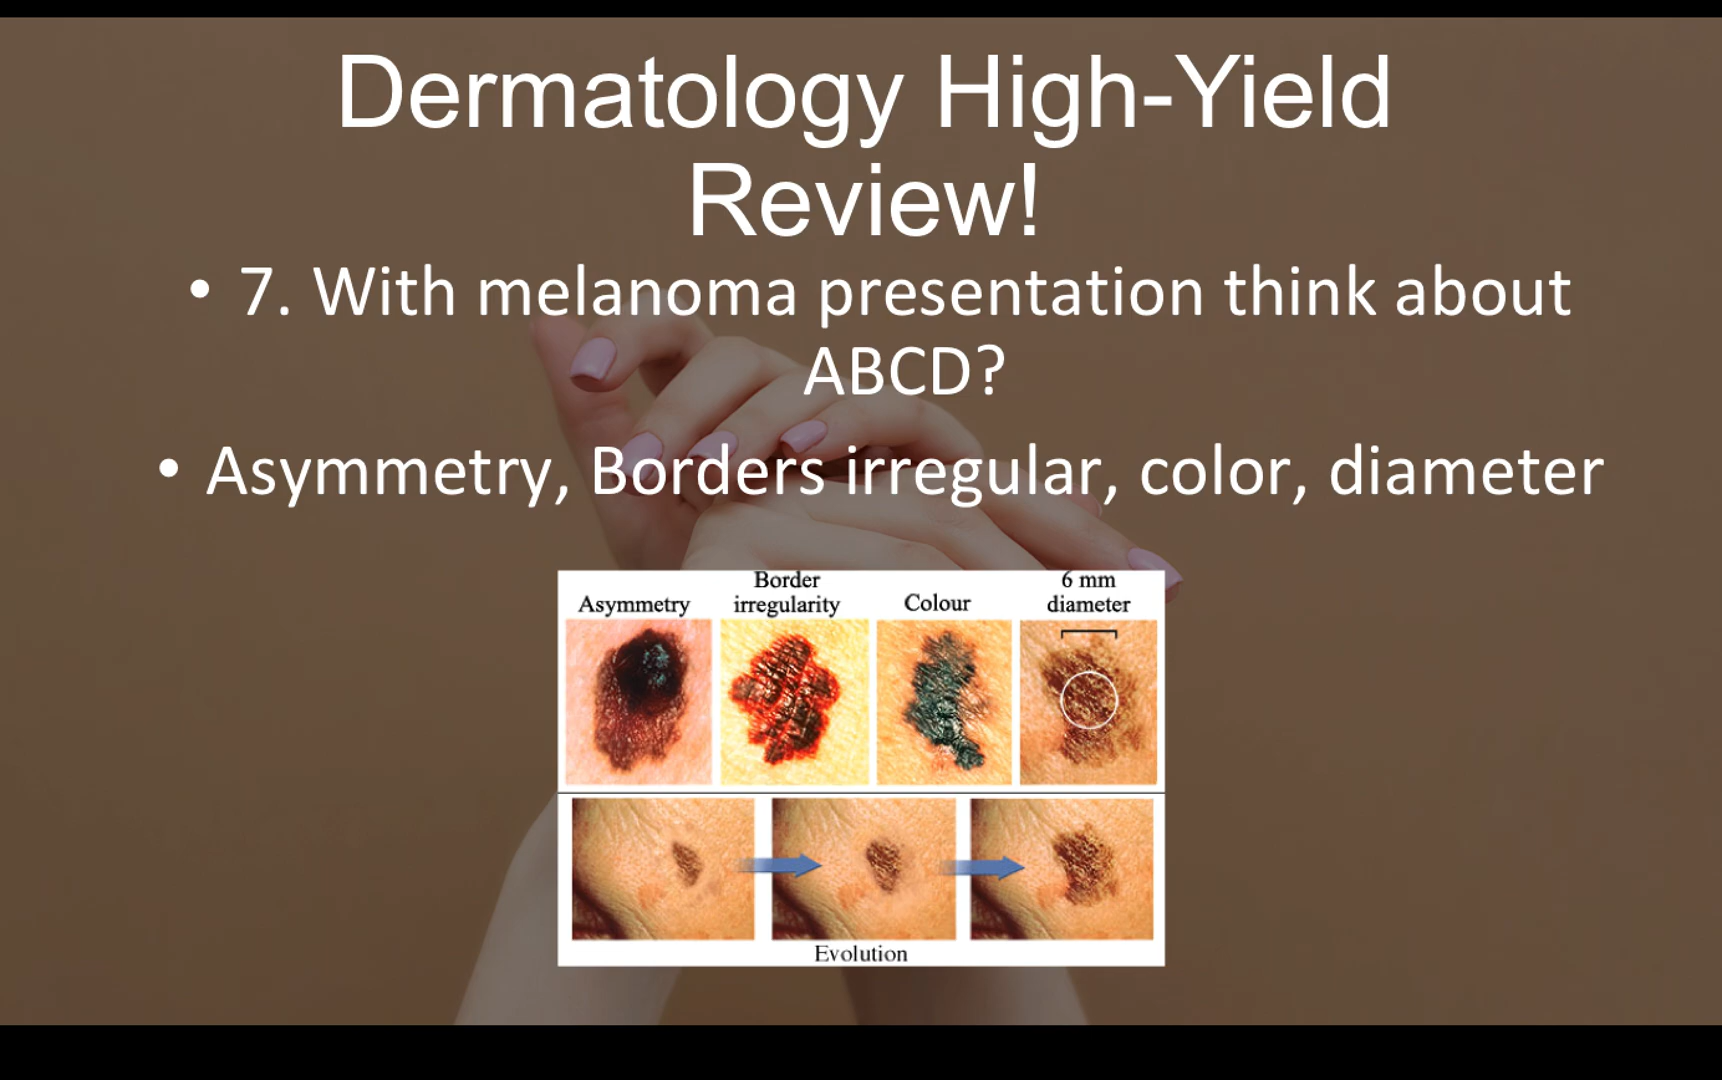 Dermatology High-Yield
Review!
• 7. With melanoma presentation think about
ABCD?
• Asymmetry, Borders irregular, color, diameter
Asymmetry
Border
irregularity
Colour
6 mm
diameter
Evolution